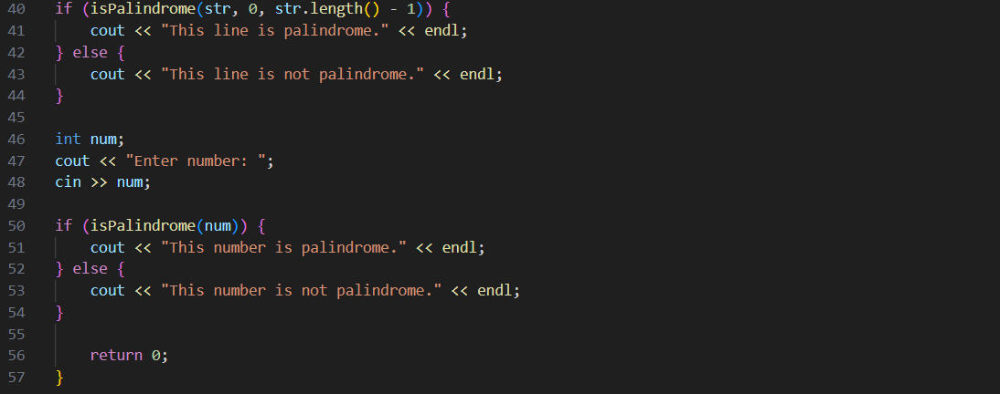 40 if (isPalindrome(str, 0, str.length() - 1)) {
41     cout << "This line is palindrome." << endl;
42 } else {
43     cout << "This line is not palindrome." << endl;
44 }
45
46 int num;
47 cout << "Enter number: ";
48 cin >> num;
49
50 if (isPalindrome(num)) {
51     cout << "This number is palindrome." << endl;
52 } else {
53     cout << "This number is not palindrome." << endl;
54 }
55
56     return 0;
57 }